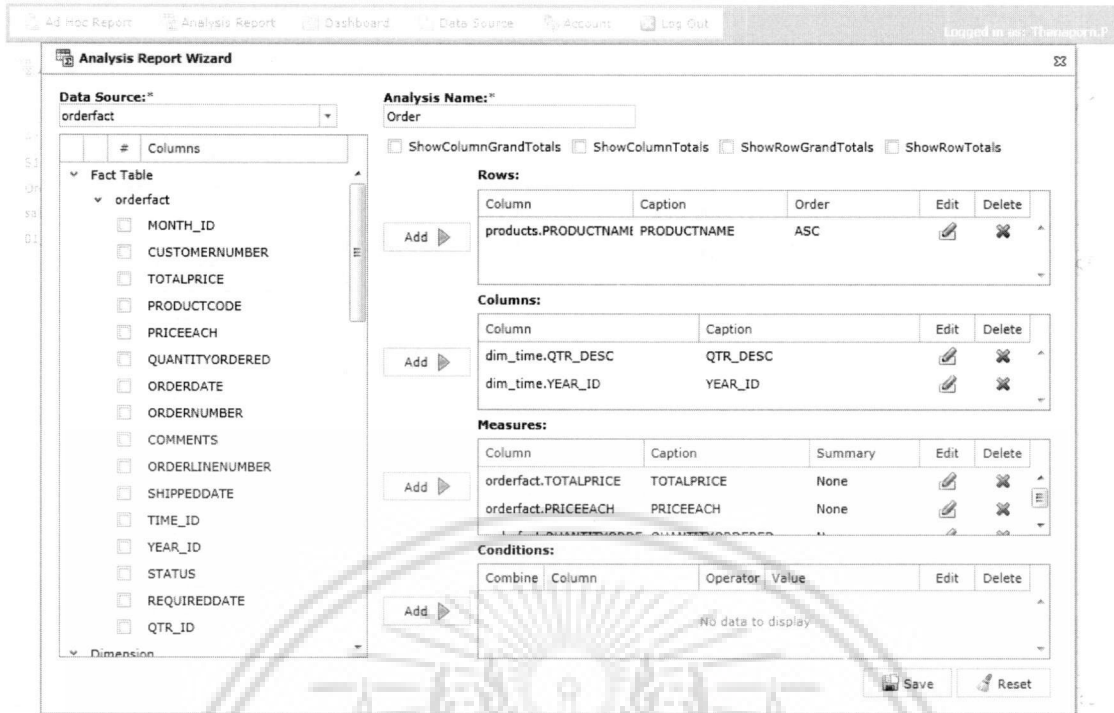 Ad Hoc Report Analysis Report Dashboard Data Source Account Log Out
Logged in as: Thanaporn.P
Analysis Report Wizard
Data Source:* Analysis Name:*
orderfact Order
# Columns
ShowColumnGrandTotals ShowColumnTotals ShowRowGrandTotals ShowRowTotals
Fact Table
orderfact
MONTH_ID
CUSTOMERNUMBER
TOTALPRICE
PRODUCTCODE
PRICEEACH
QUANTITYORDERED
ORDERDATE
ORDERNUMBER
COMMENTS
ORDERLINENUMBER
SHIPPEDDATE
TIME_ID
YEAR_ID
STATUS
REQUIREDDATE
QTR_ID
Dimension
Rows:
Column Caption Order Edit Delete
Add
products.PRODUCTNAME PRODUCTNAME ASC
Columns:
Column Caption Edit Delete
Add
dim_time.QTR_DESC QTR_DESC
dim_time.YEAR_ID YEAR_ID
Measures:
Column Caption Summary Edit Delete
Add
orderfact.TOTALPRICE TOTALPRICE None
orderfact.PRICEEACH PRICEEACH None
Conditions:
Combine Column Operator Value Edit Delete
Add
No data to display
Save Reset